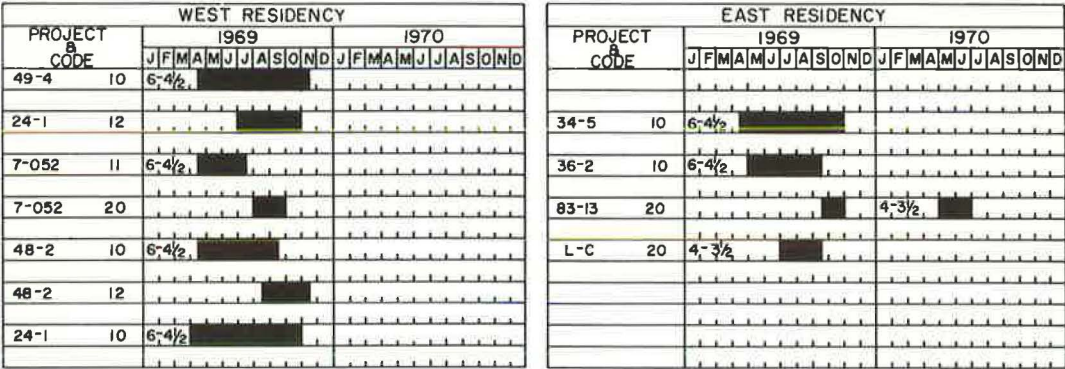 WEST RESIDENCY
PROJECT & CODE 1969 1970
J F M A M J J A S O N D J F M A M J J A S O N D
49-4 10 6-4½
24-1 12
7-052 11 6-4½
7-052 20
48-2 10 6-4½
48-2 12
24-1 10 6-4½
EAST RESIDENCY
PROJECT & CODE 1969 1970
J F M A M J J A S O N D J F M A M J J A S O N D
34-5 10 6-4½
36-2 10 6-4½
83-13 20 4-3½
L-C 20 4-3½